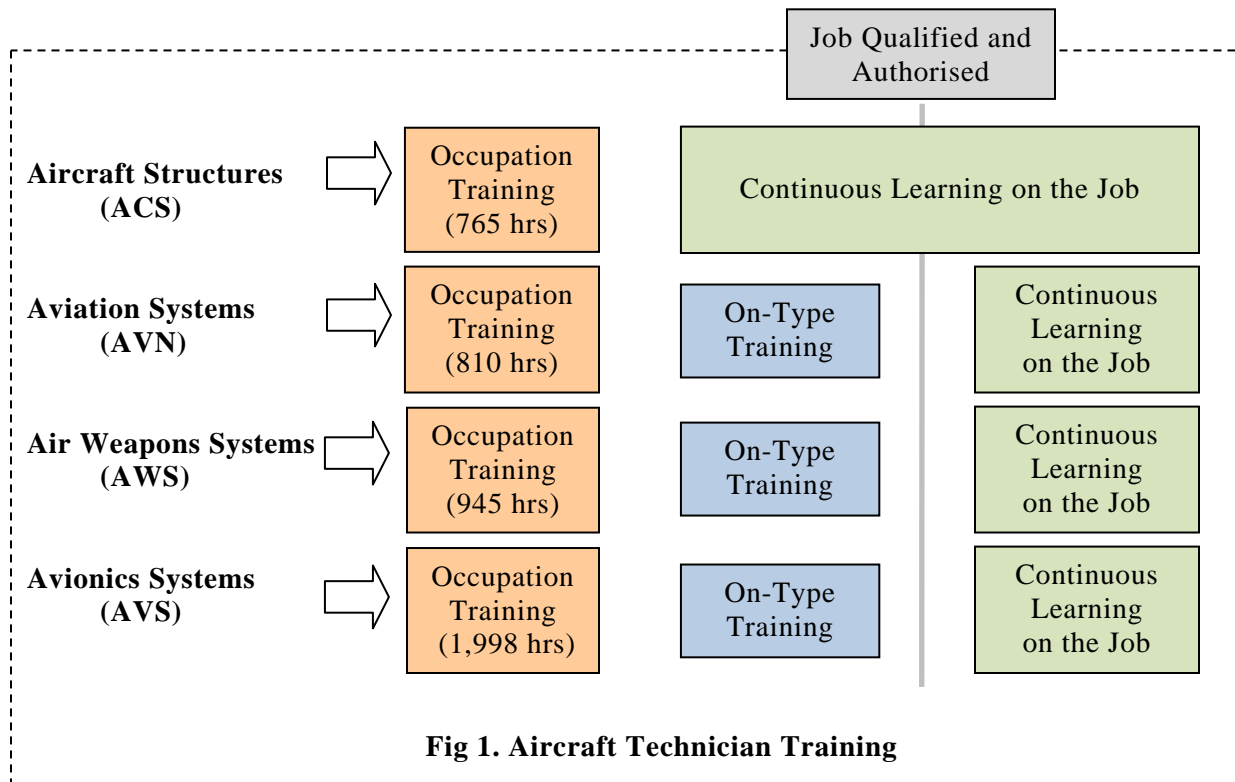 Job Qualified and
Authorised
Aircraft Structures
(ACS)
Occupation
Training
(765 hrs)
Continuous Learning on the Job
Aviation Systems
(AVN)
Occupation
Training
(810 hrs)
On-Type
Training
Continuous
Learning
on the Job
Air Weapons Systems
(AWS)
Occupation
Training
(945 hrs)
On-Type
Training
Continuous
Learning
on the Job
Avionics Systems
(AVS)
Occupation
Training
(1,998 hrs)
On-Type
Training
Continuous
Learning
on the Job
Fig 1. Aircraft Technician Training